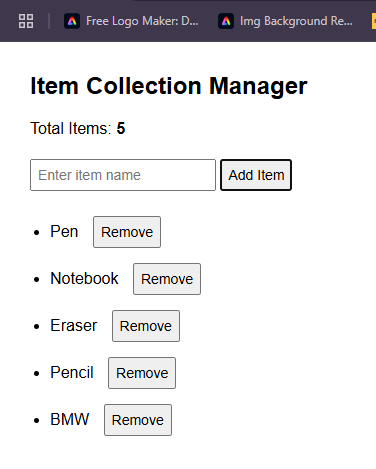 Free Logo Maker: D... Img Background Re...
Item Collection Manager
Total Items: 5
Enter item name Add Item
Pen Remove
Notebook Remove
Eraser Remove
Pencil Remove
BMW Remove